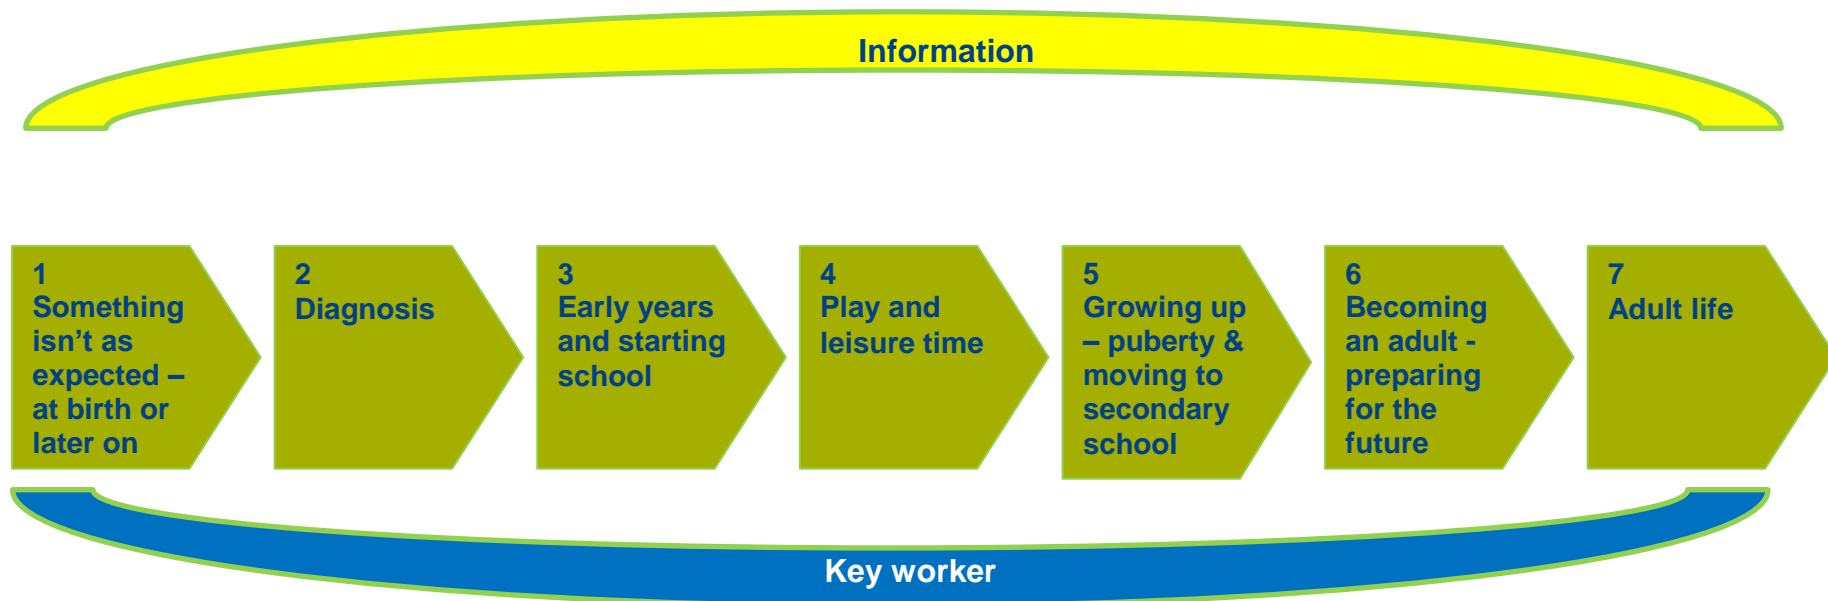 Information
1
Something
isn’t as
expected –
at birth or
later on
2
Diagnosis
3
Early years
and starting
school
4
Play and
leisure time
5
Growing up
– puberty &
moving to
secondary
school
6
Becoming
an adult -
preparing
for the
future
7
Adult life
Key worker